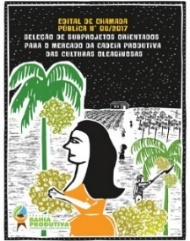 EDITAL DE CHAMADA
PÚBLICA Nº 08/2017
SELEÇÃO DE SUBPROJETOS ORIENTADOS
PARA O MERCADO DA CADEIA PRODUTIVA
DAS CULTURAS OLEAGINOSAS
BAHIA
PRODUTIVA